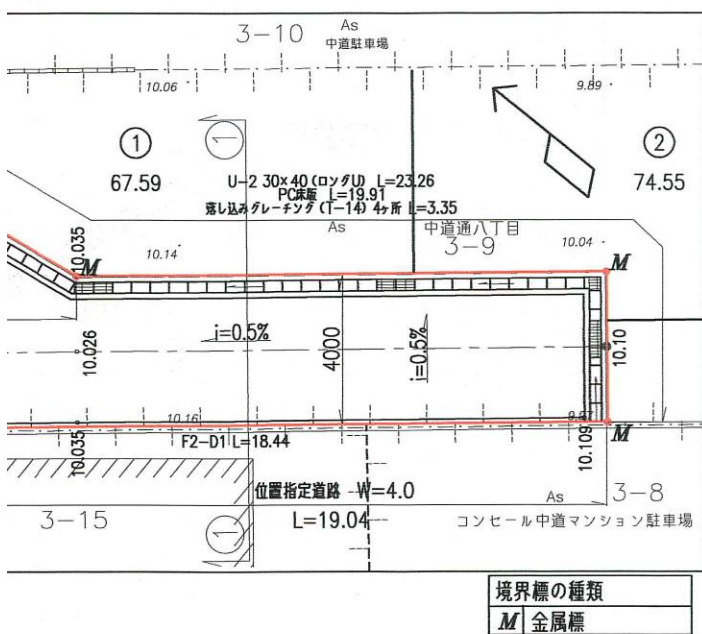 3-10
As
中道駐車場
10.06
9.89
①
67.59
1
②
74.55
U-2 30×40 (ロングU) L=23.26
PC床版 L=19.91
落し込みグレーチング (T-14) 4ヶ所 L=3.35
As
中道通八丁目
3-9
10.035
M
10.14
10.04
M
i=0.5%
4000
i=0.5%
10.026
10.10
10.16
F2-D1 L=18.44
10.035
10.109
M
位置指定道路 W=4.0
L=19.04
As
3-8
3-15
1
コンセール中道マンション駐車場
境界標の種類
M 金属標